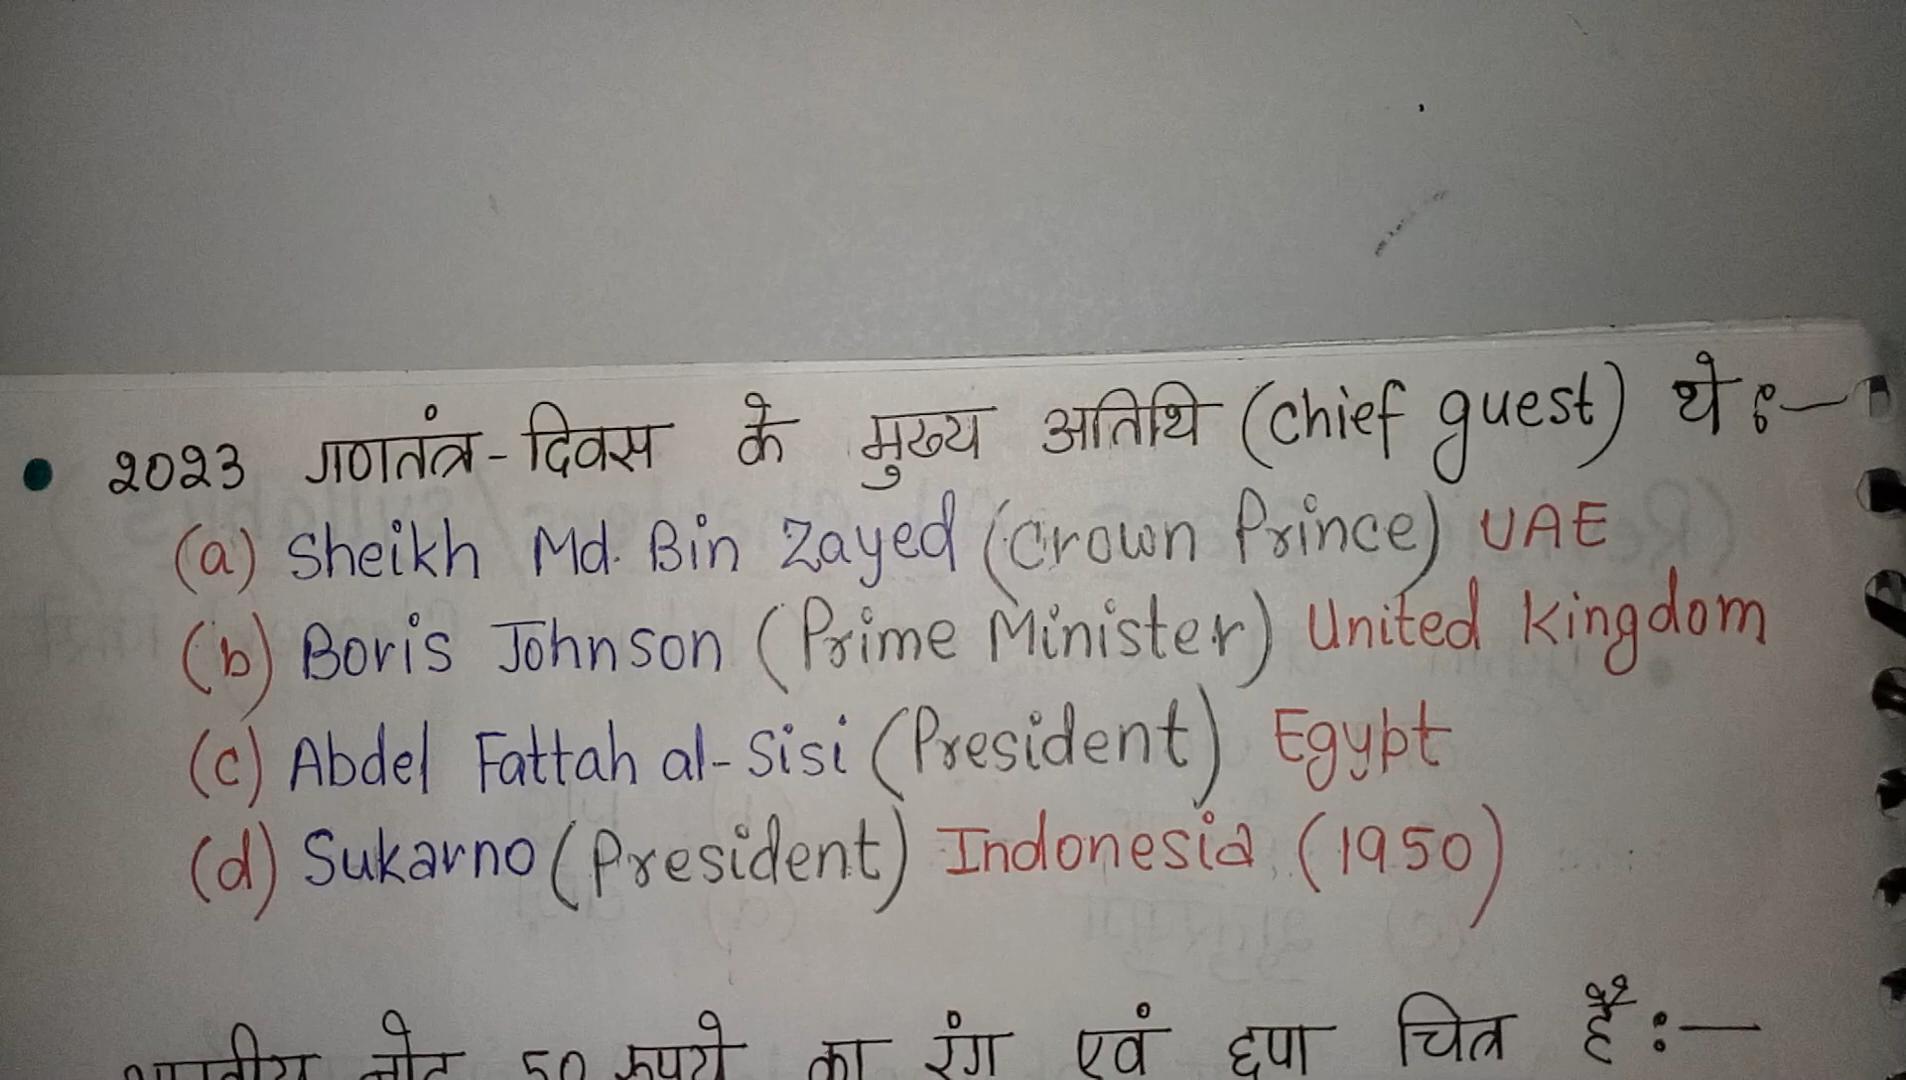 2023 गणतंत्र-दिवस के मुख्य अतिथि (chief guest) थे :-
(a) Sheikh Md. Bin Zayed (Crown Prince) UAE
(b) Boris Johnson (Prime Minister) United Kingdom
(c) Abdel Fattah al-Sisi (President) Egypt
(d) Sukarno (President) Indonesia (1950)
भारतीय नोट 50 रूपये का रंग एवं छपा चित्र हैं :-